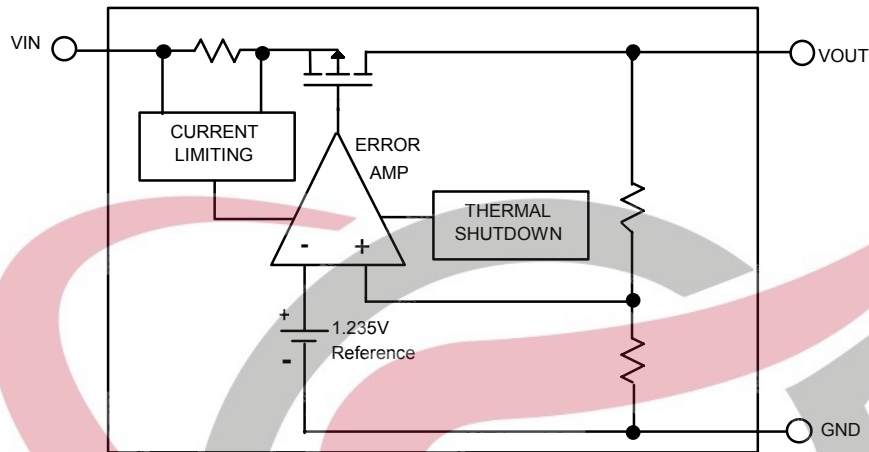 VIN
VOUT
CURRENT
LIMITING
ERROR
AMP
THERMAL
SHUTDOWN
- +
+
1.235V
-
Reference
GND